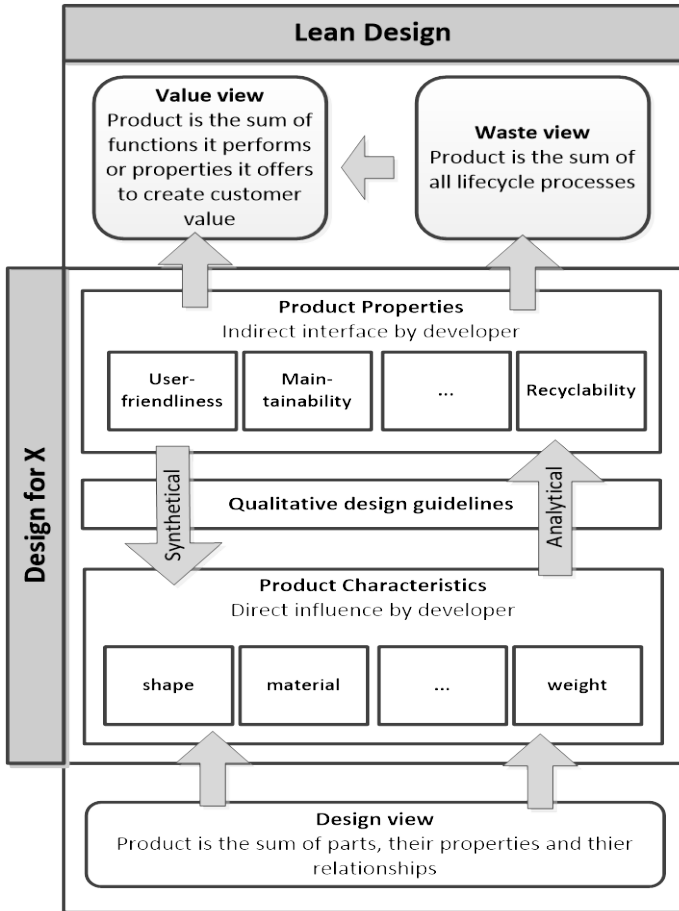 Lean Design
Value view
Product is the sum of
functions it performs
or properties it offers
to create customer
value
Waste view
Product is the sum of
all lifecycle processes
Design for X
Product Properties
Indirect interface by developer
User-
friendliness
Main-
tainability
...
Recyclability
Synthetical
Qualitative design guidelines
Analytical
Product Characteristics
Direct influence by developer
shape
material
...
weight
Design view
Product is the sum of parts, their properties and thier
relationships